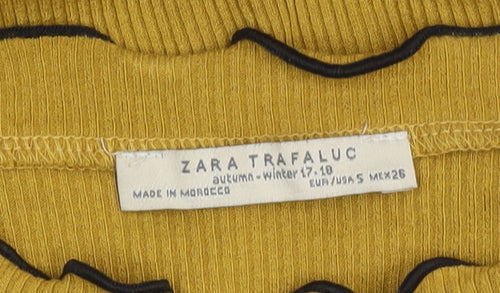 ZARA TRAFALUC
autumn - winter 17-18
MADE IN MOROCCO EUR/USA S MEX 26